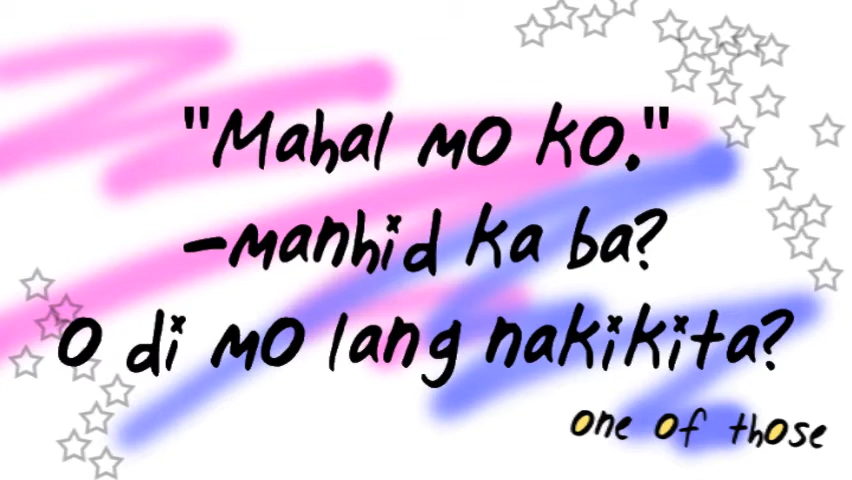 "Mahal mo ko."
-manhid ka ba?
O di mo lang nakikita?
one of those